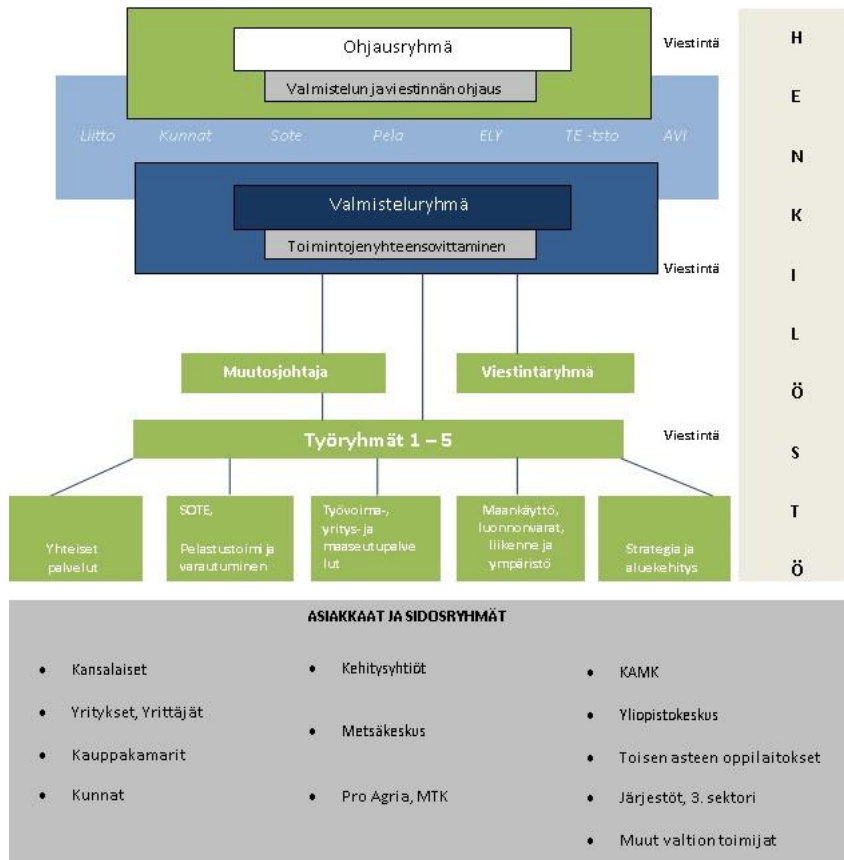 Ohjausryhmä
Viestintä
Valmistelun ja viestinnän ohjaus
Liitto Kunnat Sote Pela ELY TE -tsto AVI
Valmisteluryhmä
Toimintojen yhteensovittaminen
Viestintä
Muutosjohtaja
Viestintäryhmä
Työryhmät 1 – 5
Viestintä
Yhteiset
palvelut
SOTE,
Pelastustoimi ja
varautuminen
Työvoima-,
yritys- ja
maaseutupalve
lut
Maankäyttö,
luonnonvarat,
liikenne ja
ympäristö
Strategia ja
aluekehitys
H
E
N
K
I
L
Ö
S
T
Ö
ASIAKKAAT JA SIDOSRYHMÄT
• Kansalaiset
• Yritykset, Yrittäjät
• Kauppakamarit
• Kunnat
• Kehitysyhtiöt
• Metsäkeskus
• Pro Agria, MTK
• KAMK
• Yliopistokeskus
• Toisen asteen oppilaitokset
• Järjestöt, 3. sektori
• Muut valtion toimijat